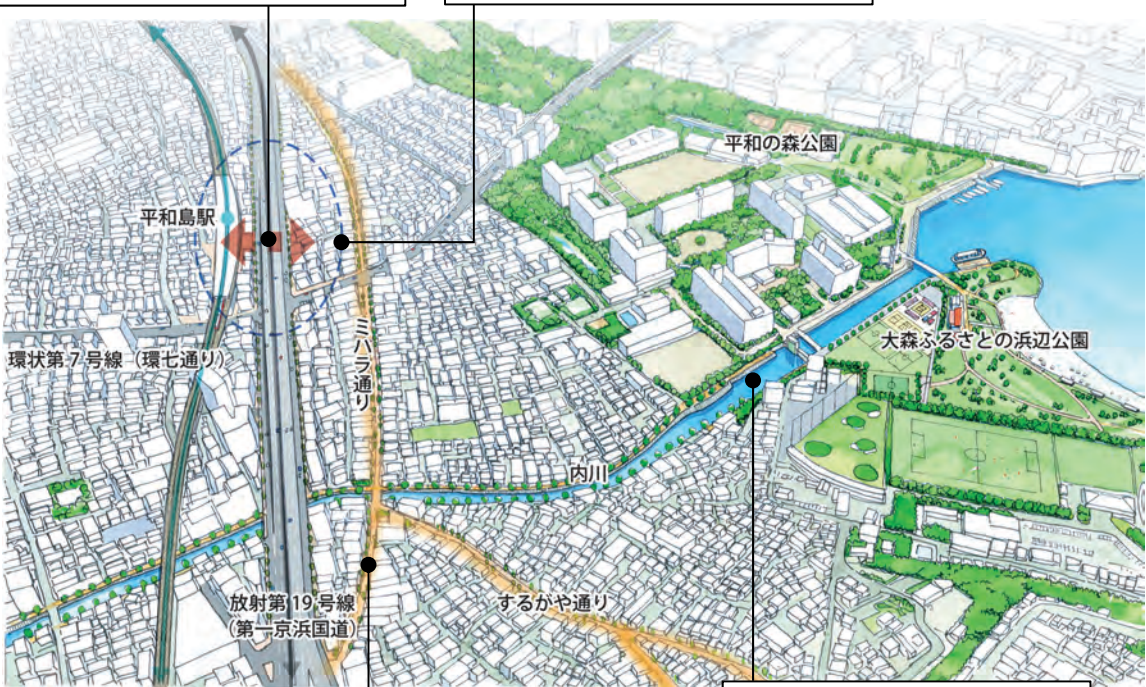 平和の森公園
平和島駅
大森ふるさとの浜辺公園
環状第7号線（環七通り）
ミハラ通り
内川
放射第19号線
（第一京浜国道）
するがや通り